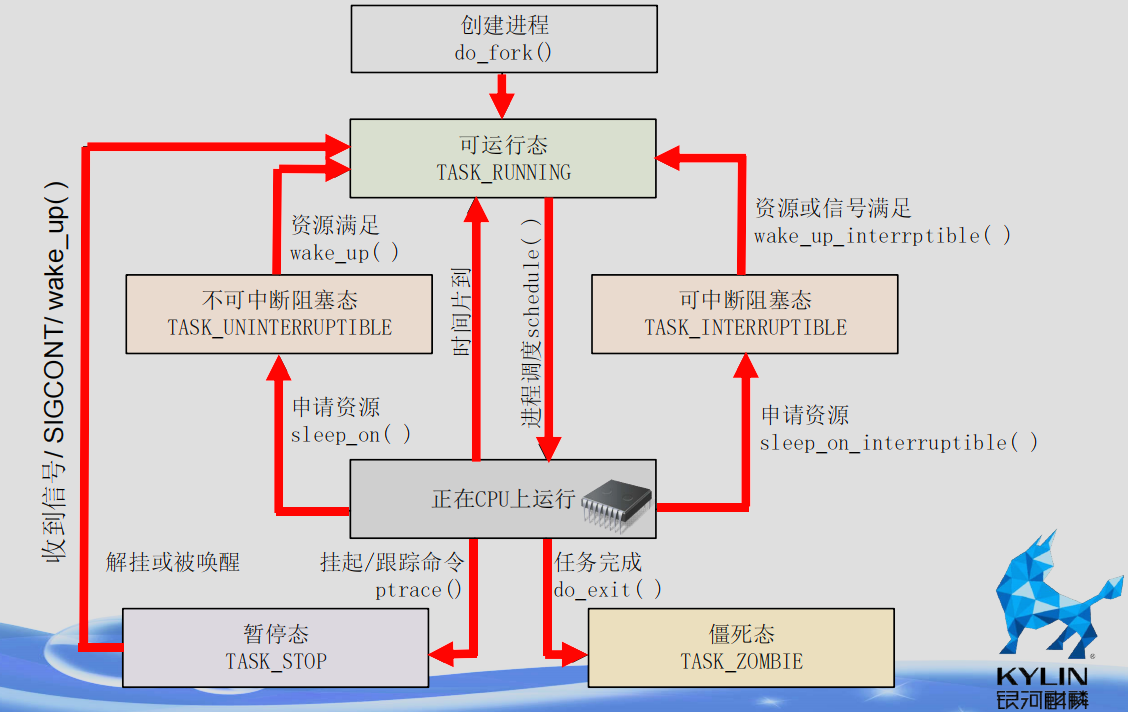 创建进程
do_fork()
可运行态
TASK_RUNNING
收到信号/ SIGCONT/ wake_up( )
资源满足
wake_up( )
时间片到
进程调度schedule( )
资源或信号满足
wake_up_interrptible( )
不可中断阻塞态
TASK_UNINTERRUPTIBLE
可中断阻塞态
TASK_INTERRUPTIBLE
申请资源
sleep_on( )
申请资源
sleep_on_interruptible( )
正在CPU上运行
解挂或被唤醒
挂起/跟踪命令
ptrace()
任务完成
do_exit( )
暂停态
TASK_STOP
僵死态
TASK_ZOMBIE
®
KYLIN
银河麒麟